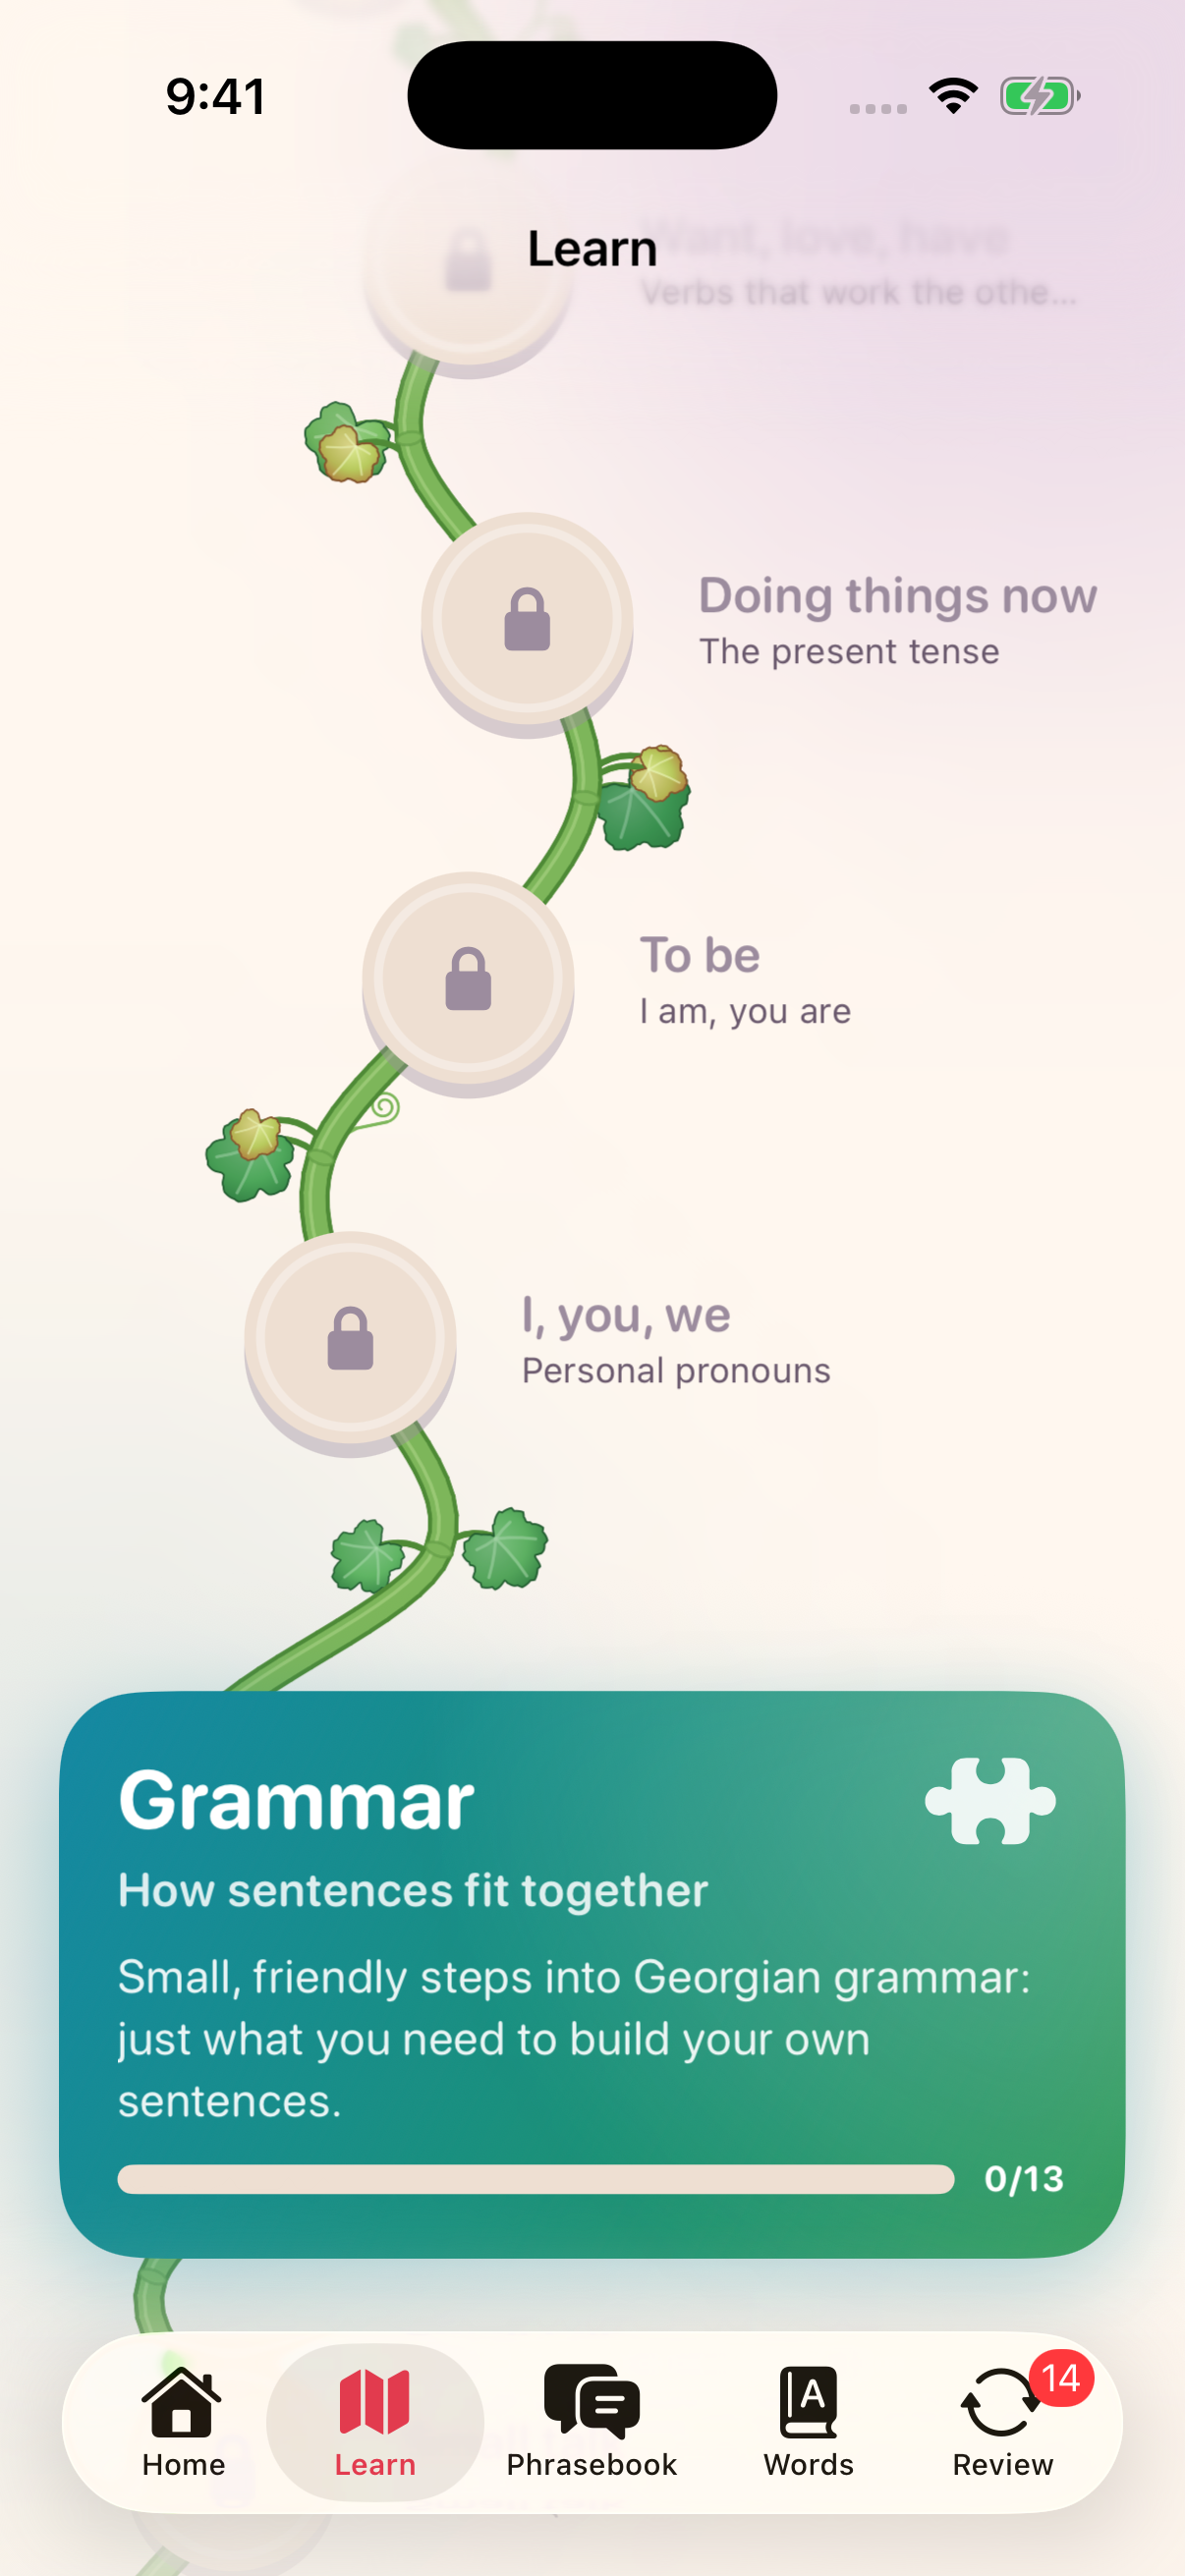 9:41
Learn
Want, love, have
Verbs that work the othe...
Doing things now
The present tense
To be
I am, you are
I, you, we
Personal pronouns
Grammar
How sentences fit together
Small, friendly steps into Georgian grammar:
just what you need to build your own
sentences.
0/13
14
Home
Learn
Phrasebook
A
Words
Review